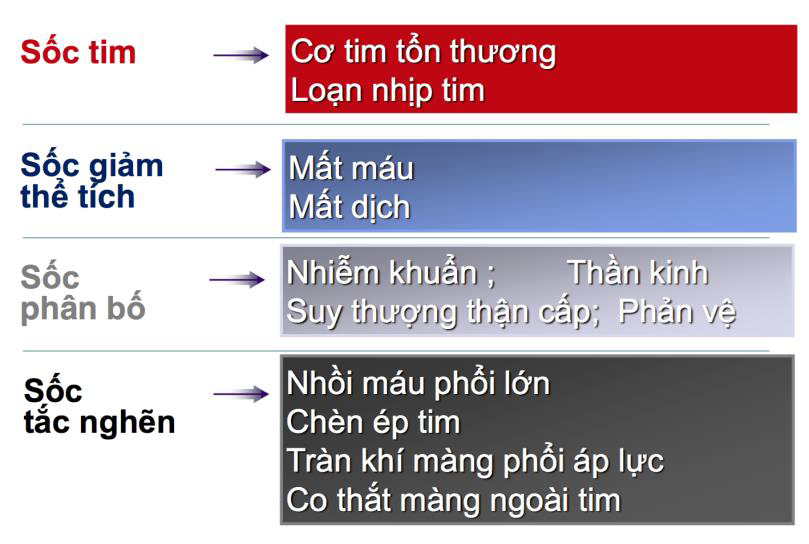 Sốc tim
Cơ tim tổn thương
Loạn nhịp tim
Sốc giảm
thể tích
Mất máu
Mất dịch
Sốc
phân bố
Nhiễm khuẩn ; Thần kinh
Suy thượng thận cấp; Phản vệ
Sốc
tắc nghẽn
Nhồi máu phổi lớn
Chèn ép tim
Tràn khí màng phổi áp lực
Co thắt màng ngoài tim